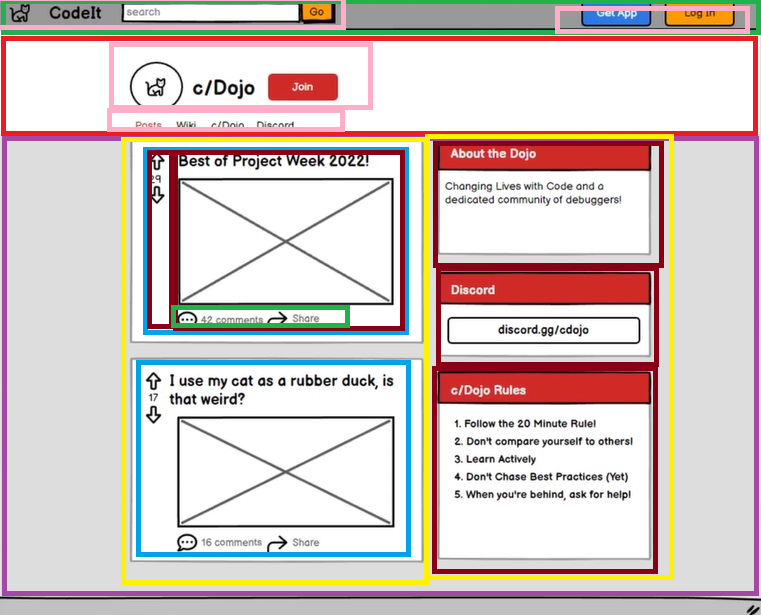 CodeIt search Go Get App Log In
c/Dojo Join
Posts Wiki c/Dojo Discord
Best of Project Week 2022!
29
42 comments Share
I use my cat as a rubber duck, is
that weird?
17
16 comments Share
About the Dojo
Changing Lives with Code and a
dedicated community of debuggers!
Discord
discord.gg/cdojo
c/Dojo Rules
1. Follow the 20 Minute Rule!
2. Don't compare yourself to others!
3. Learn Actively
4. Don't Chase Best Practices (Yet)
5. When you're behind, ask for help!